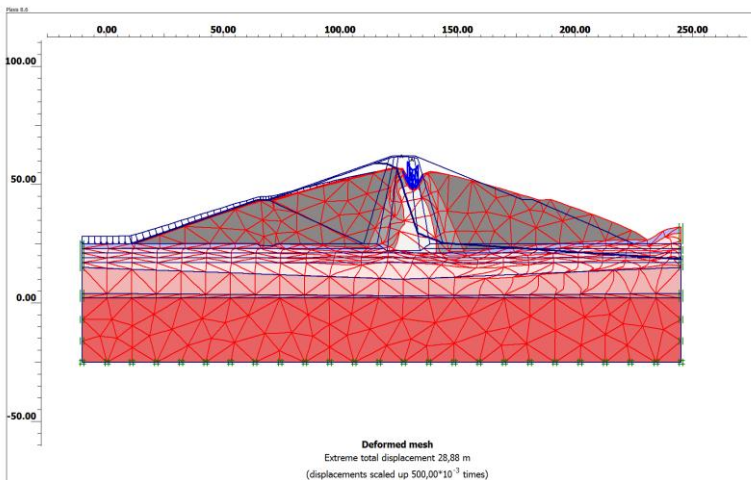 Plaxis 8.6
0.00 50.00 100.00 150.00 200.00 250.00
100.00
50.00
0.00
-50.00
Deformed mesh
Extreme total displacement 28,88 m
(displacements scaled up 500,00*10⁻³ times)